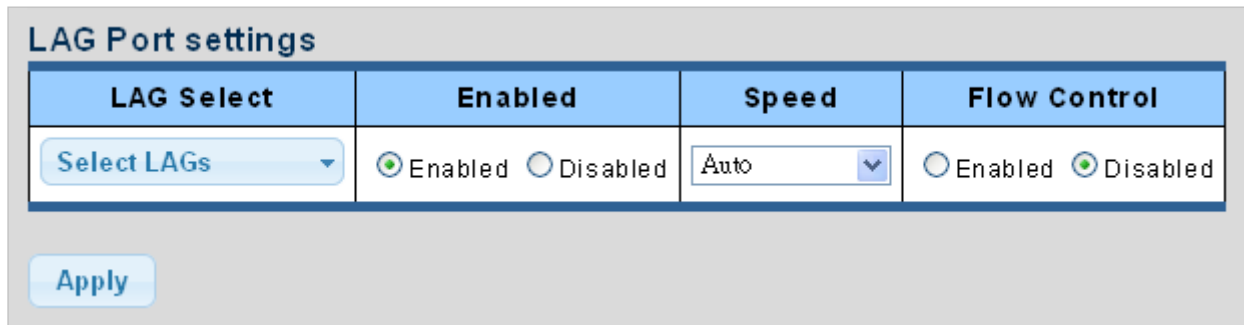 LAG Port settings
LAG Select Enabled Speed Flow Control
Select LAGs Enabled Disabled Auto Enabled Disabled
Apply